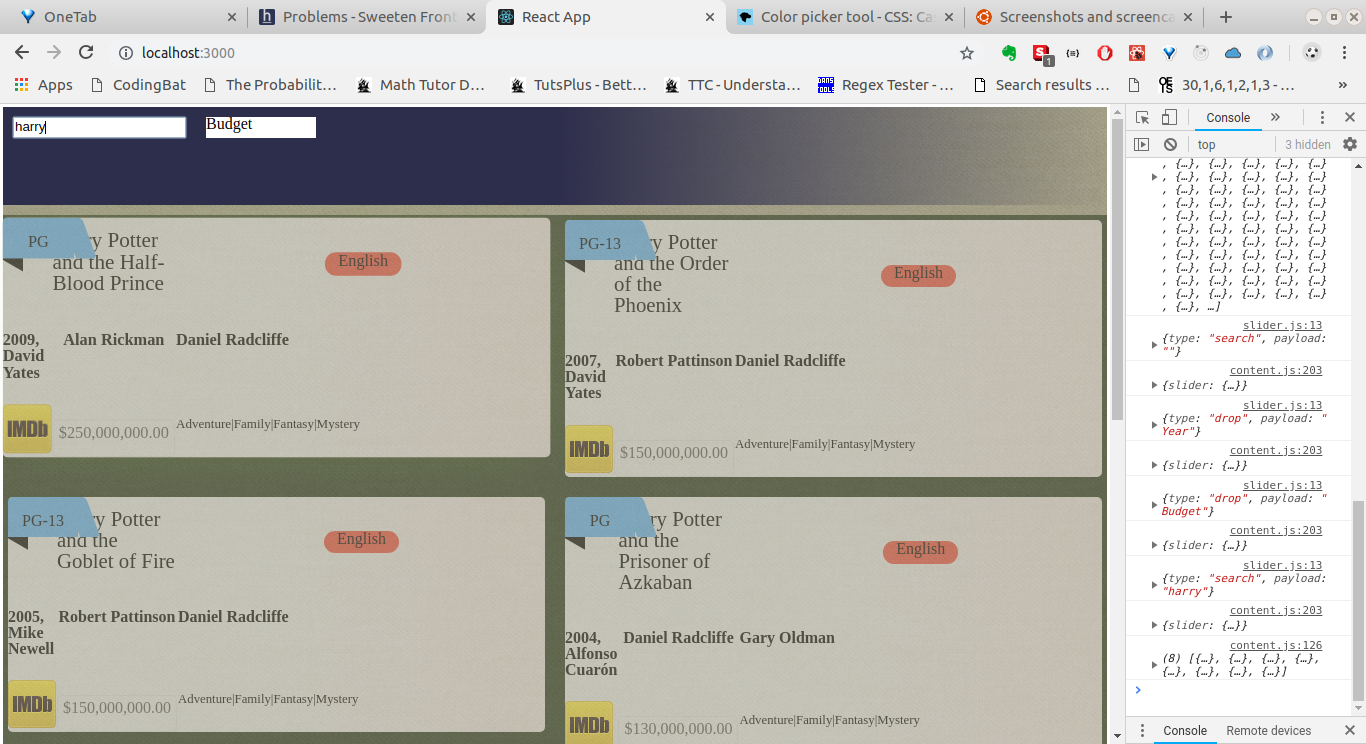 OneTab
Problems - Sweeten Front
React App
Color picker tool - CSS: Ca
Screenshots and screenca
localhost:3000
1
Apps
CodingBat
The Probabilit...
Math Tutor D...
TutsPlus - Bett...
TTC - Understa...
Regex Tester - ...
Search results ...
30,1,6,1,2,1,3 - ...
»
harry
Budget
PG
ry Potter
and the Half-
Blood Prince
English
2009,
David
Yates
Alan Rickman
Daniel Radcliffe
IMDb
$250,000,000.00
Adventure|Family|Fantasy|Mystery
PG-13
ry Potter
and the Order
of the
Phoenix
English
2007,
David
Yates
Robert Pattinson
Daniel Radcliffe
IMDb
$150,000,000.00
Adventure|Family|Fantasy|Mystery
PG-13
ry Potter
and the
Goblet of Fire
English
2005,
Mike
Newell
Robert Pattinson
Daniel Radcliffe
IMDb
$150,000,000.00
Adventure|Family|Fantasy|Mystery
PG
ry Potter
and the
Prisoner of
Azkaban
English
2004,
Alfonso
Cuarón
Daniel Radcliffe
Gary Oldman
IMDb
$130,000,000.00
Adventure|Family|Fantasy|Mystery
Console
»
top
3 hidden
, {…}, {…}, {…}, {…}, {…}
, {…}, {…}, {…}, {…}, {…}
, {…}, {…}, {…}, {…}, {…}
, {…}, {…}, {…}, {…}, {…}
, {…}, {…}, {…}, {…}, {…}
, {…}, {…}, {…}, {…}, {…}
, {…}, {…}, {…}, {…}, {…}
, {…}, {…}, {…}, {…}, {…}
, {…}, {…}, {…}, {…}, {…}
, {…}, {…}, {…}, {…}, {…}
, {…}, {…}, {…}, {…}, {…}
, {…}, …]
slider.js:13
{type: "search", payload:
""}
content.js:203
{slider: {…}}
slider.js:13
{type: "drop", payload: "
Year"}
content.js:203
{slider: {…}}
slider.js:13
{type: "drop", payload: "
Budget"}
content.js:203
{slider: {…}}
slider.js:13
{type: "search", payload:
"harry"}
content.js:203
{slider: {…}}
content.js:126
(8) [{…}, {…}, {…}, {…},
{…}, {…}, {…}, {…}]
Console
Remote devices